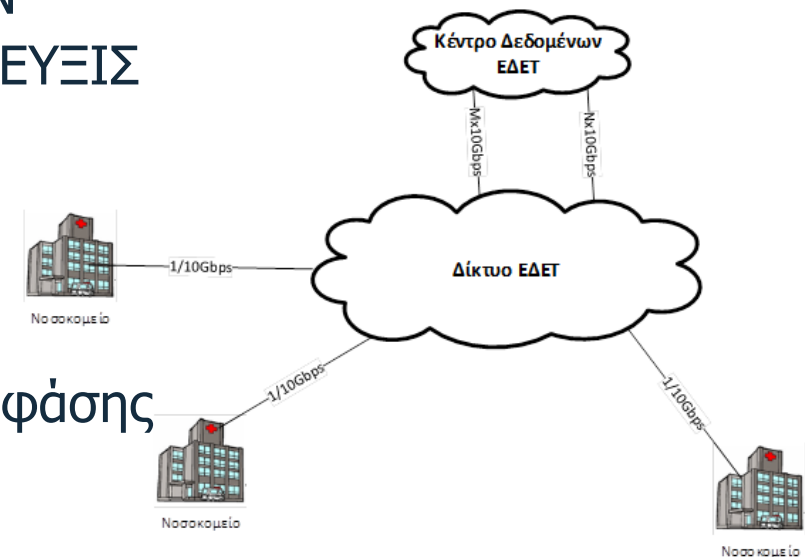 Ν
ΕΥΞΙΣ
φάσης
Κέντρο Δεδομένων
ΕΔΕΤ
Mx10Gbps
Nx10Gbps
Δίκτυο ΕΔΕΤ
1/10Gbps
Νοσοκομείο
1/10Gbps
Νοσοκομείο
1/10Gbps
Νοσοκομείο